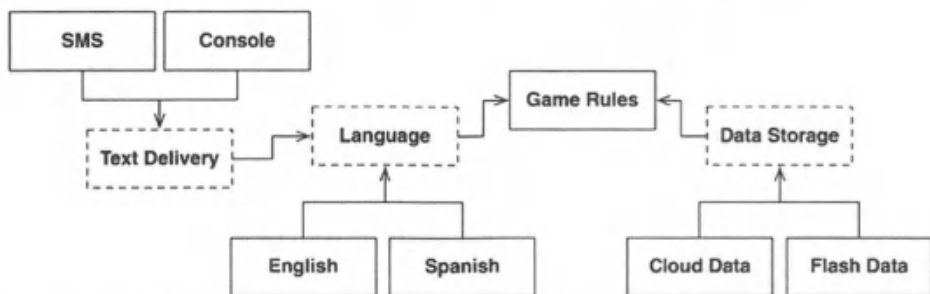 SMS
Console
Game Rules
Text Delivery
Language
Data Storage
English
Spanish
Cloud Data
Flash Data